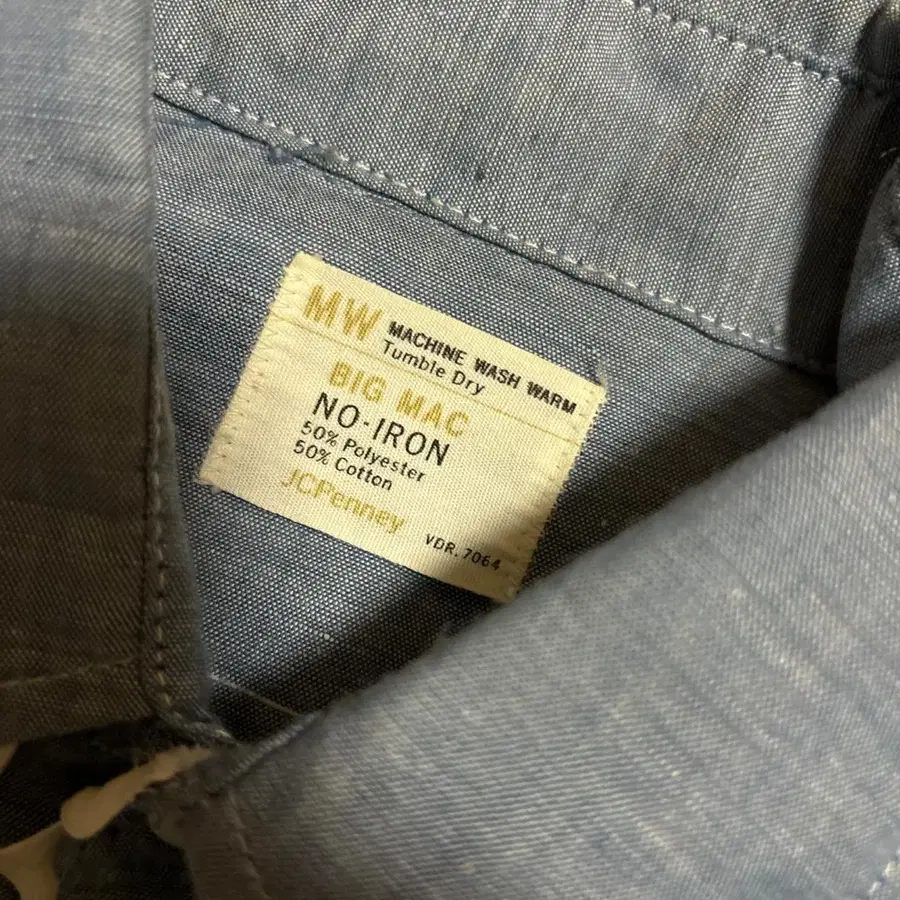 MW MACHINE WASH WARM
Tumble Dry
BIG MAC
NO-IRON
50% Polyester
50% Cotton
JCPenney
VDR. 7064